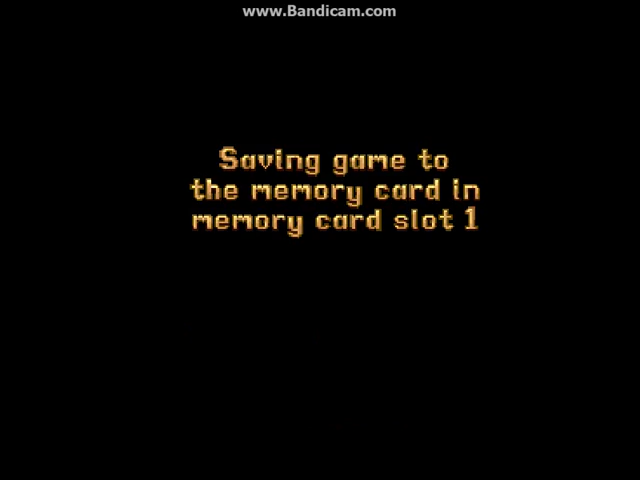 www.Bandicam.com
Saving game to
the memory card in
memory card slot 1